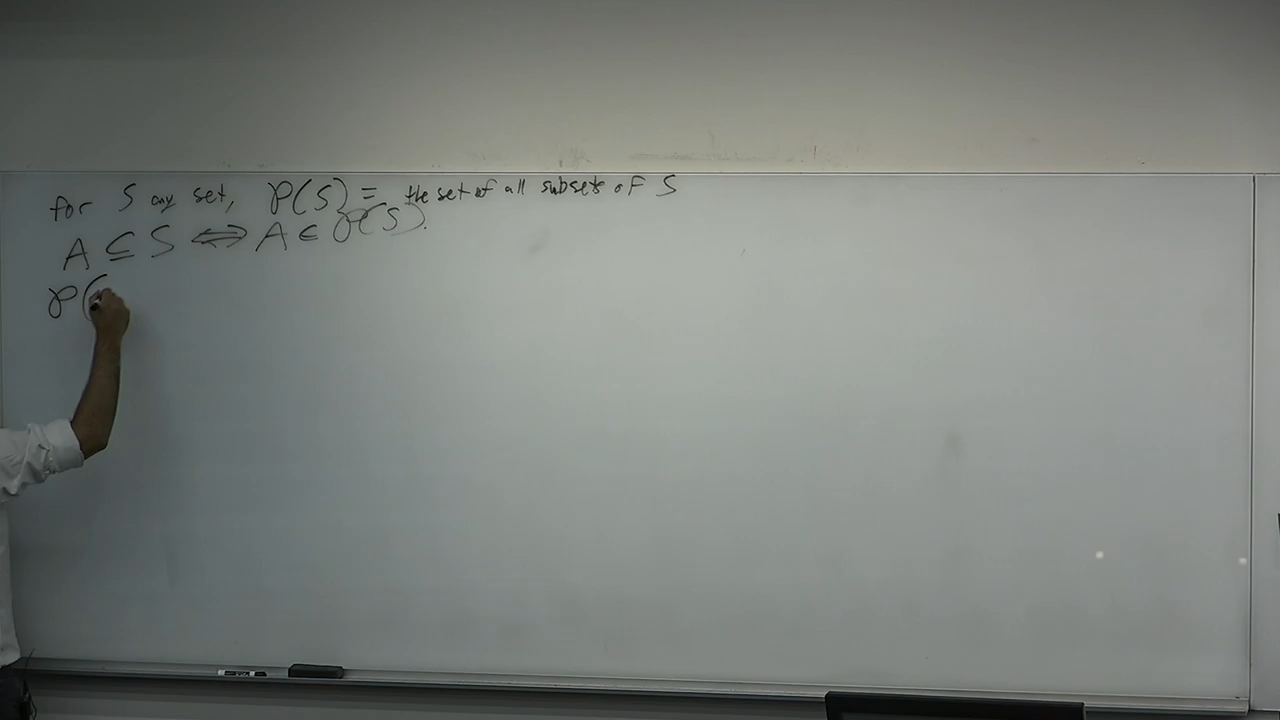 for S any set, ℘(S) = the set of all subsets of S
A ⊆ S ⟺ A ∈ ℘(S).
℘(